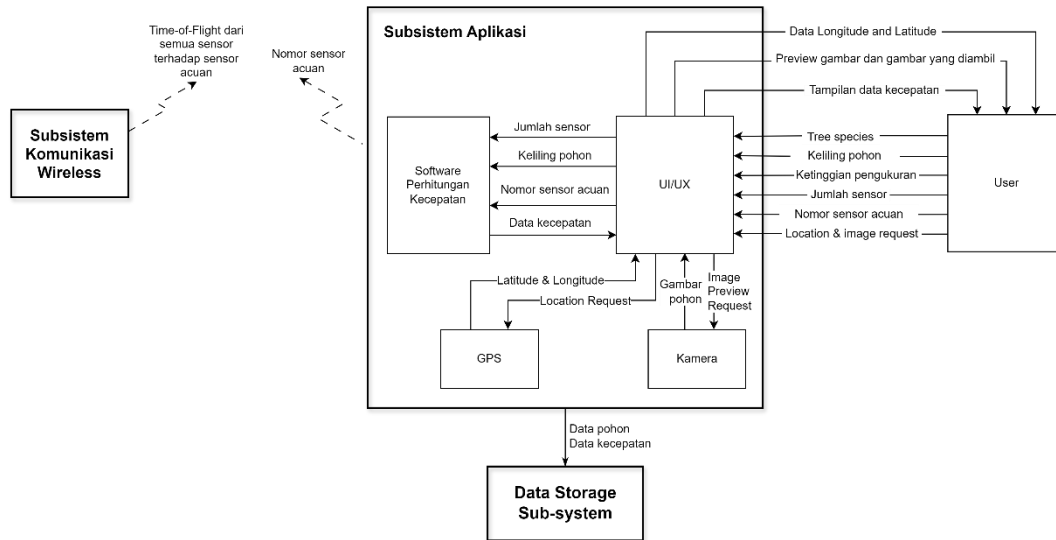 Time-of-Flight dari
semua sensor
terhadap sensor
acuan
Nomor sensor
acuan
Subsistem
Komunikasi
Wireless
Subsistem Aplikasi
Data Longitude and Latitude
Preview gambar dan gambar yang diambil
Tampilan data kecepatan
Software
Perhitungan
Kecepatan
Jumlah sensor
Keliling pohon
Nomor sensor acuan
Data kecepatan
UI/UX
Tree species
Keliling pohon
Ketinggian pengukuran
Jumlah sensor
Nomor sensor acuan
Location & image request
User
Latitude & Longitude
Location Request
Gambar
pohon
Image
Preview
Request
GPS
Kamera
Data pohon
Data kecepatan
Data Storage
Sub-system